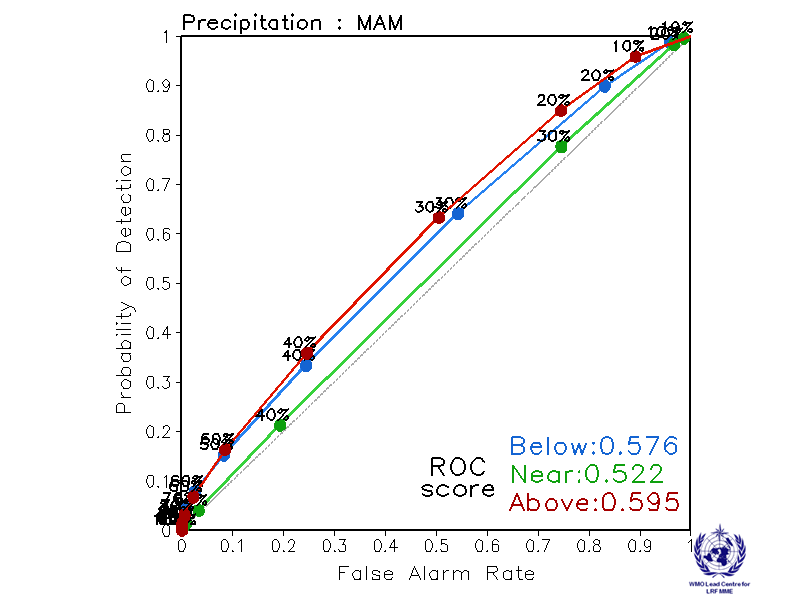 Precipitation : MAM
10%
10%
20%
10%
20%
20%
30%
30%
30%
40%
40%
40%
50%
50%
60%
1
0.9
0.8
0.7
0.6
0.5
0.4
0.3
0.2
0.1
0
Probability of Detection
ROC
score
Below:0.576
Near:0.522
Above:0.595
0 0.1 0.2 0.3 0.4 0.5 0.6 0.7 0.8 0.9 1
False Alarm Rate
WMO Lead Centre for
LRF MME